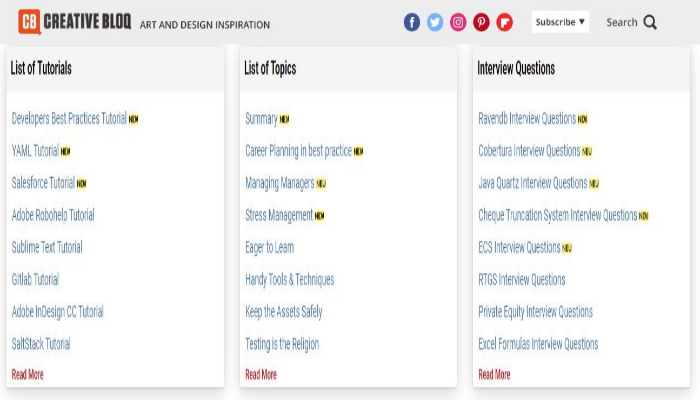 CB CREATIVE BLOQ ART AND DESIGN INSPIRATION Subscribe ▼ Search
List of Tutorials
Developers Best Practices Tutorial NEW
YAML Tutorial NEW
Salesforce Tutorial NEW
Adobe Robohelp Tutorial
Sublime Text Tutorial
Gitlab Tutorial
Adobe InDesign CC Tutorial
SaltStack Tutorial
Read More
List of Topics
Summary NEW
Career Planning in best practice NEW
Managing Managers NEW
Stress Management NEW
Eager to Learn
Handy Tools & Techniques
Keep the Assets Safely
Testing is the Religion
Read More
Interview Questions
Ravendb Interview Questions NEW
Cobertura Interview Questions NEW
Java Quartz Interview Questions NEW
Cheque Truncation System Interview Questions NEW
ECS Interview Questions NEW
RTGS Interview Questions
Private Equity Interview Questions
Excel Formulas Interview Questions
Read More